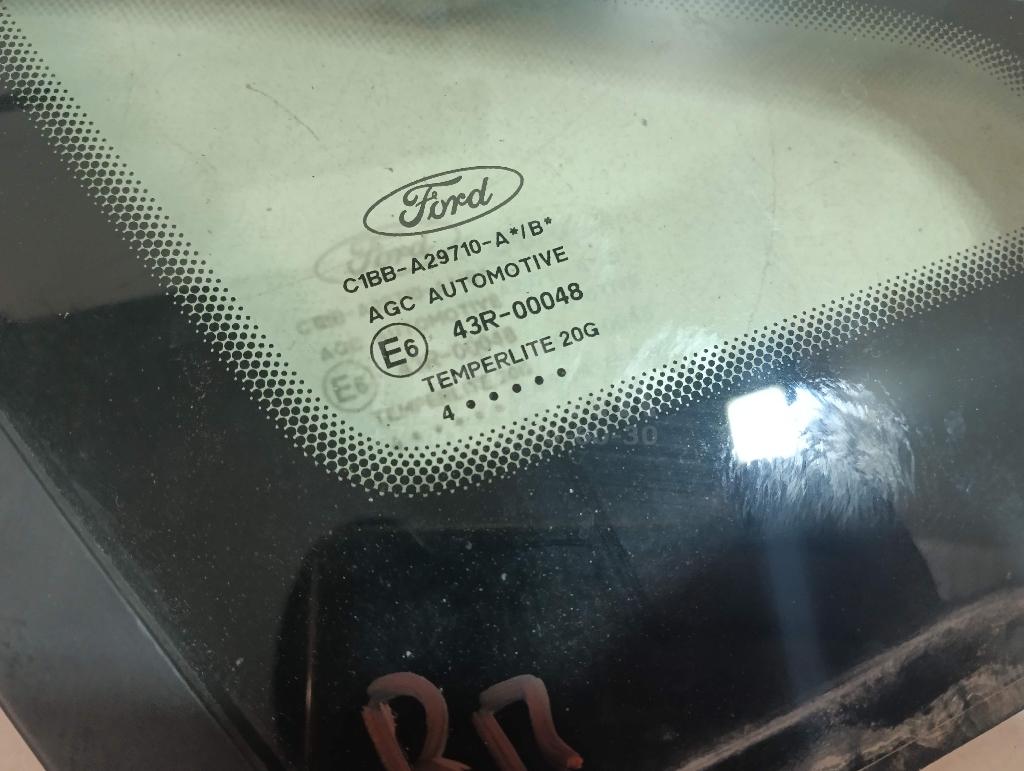 Ford
C1BB-A29710-A*/B*
AGC AUTOMOTIVE
E6 43R-00048
TEMPERLITE 20G
4 • • • • •